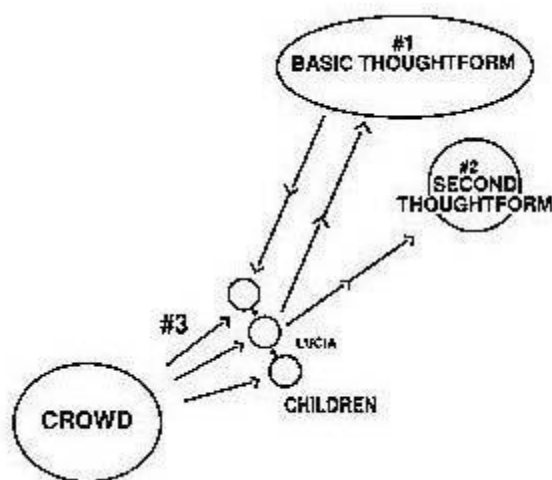 #1
BASIC THOUGHTFORM
#2
SECOND
THOUGHTFORM
#3
LUCIA
CHILDREN
CROWD